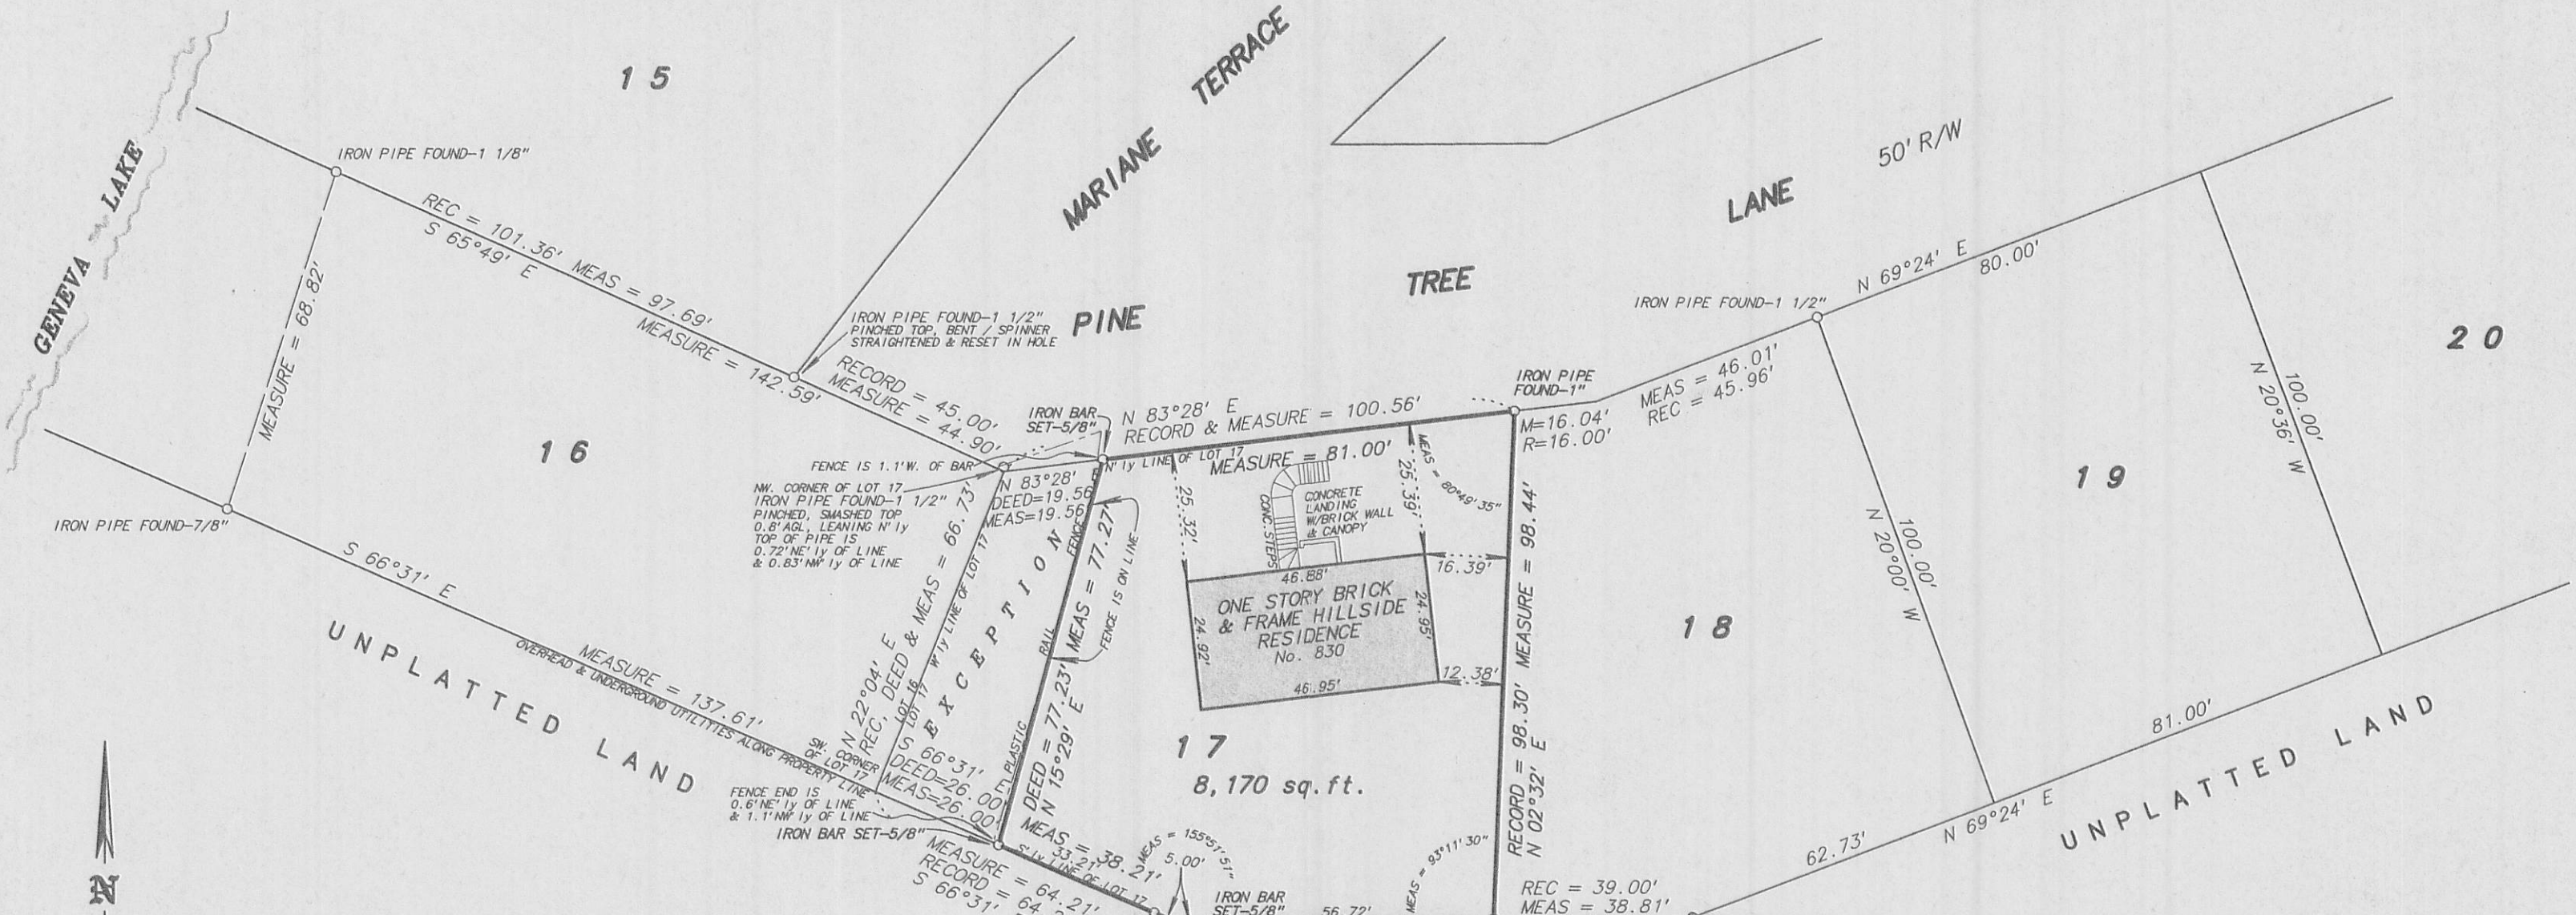 15
MARIANE TERRACE
50' R/W
GENEVA LAKE
IRON PIPE FOUND-1 1/8"
PINE TREE LANE
REC = 101.36' MEAS = 97.69'
S 65°49' E
MEASURE = 142.59'
MEASURE = 68.82'
IRON PIPE FOUND-1 1/2"
PINCHED TOP, BENT / SPINNER
STRAIGHTENED & RESET IN HOLE
RECORD = 45.00'
MEASURE = 44.90'
IRON BAR
SET-5/8"
N 83°28' E
RECORD & MEASURE = 100.56'
N'ly LINE OF LOT 17
MEASURE = 81.00'
IRON PIPE
FOUND-1"
M=16.04'
R=16.00'
MEAS = 46.01'
REC = 45.96'
IRON PIPE FOUND-1 1/2"
N 69°24' E
80.00'
20
100.00'
N 20°36' W
19
100.00'
N 20°00' W
16
FENCE IS 1.1'W. OF BAR
NW. CORNER OF LOT 17
IRON PIPE FOUND-1 1/2"
PINCHED, SMASHED TOP
0.8'AGL, LEANING N'ly
TOP OF PIPE IS
0.72'NE'ly OF LINE
& 0.83'NW'ly OF LINE
N 83°28'
DEED=19.56
MEAS=19.56
IRON PIPE FOUND-7/8"
S 66°31' E
MEASURE = 137.61'
OVERHEAD & UNDERGROUND UTILITIES ALONG PROPERTY LINE
UNPLATTED LAND
N 22°04' E
REC, DEED & MEAS = 66.73'
W'ly LINE OF LOT 17
LOT 16
LOT 17
EXCEPTION
FENCE
RAIL
PLASTIC
MEAS = 77.27'
DEED = 77.23'
N 15°29' E
FENCE IS ON LINE
25.32'
25.39'
MEAS = 80°49'35"
CONC. STEPS
CONCRETE
LANDING
W/BRICK WALL
& CANOPY
46.88'
16.39'
ONE STORY BRICK
& FRAME HILLSIDE
RESIDENCE
No. 830
24.92'
24.95'
46.95'
12.38'
RECORD = 98.30' MEASURE = 98.44'
N 02°32' E
18
17
8,170 sq.ft.
SW. CORNER
OF LOT 17
S 66°31'
DEED=26.00'
MEAS=26.00'
FENCE END IS
0.6'NE'ly OF LINE
& 1.1'NW'ly OF LINE
IRON BAR SET-5/8"
MEAS = 38.21'
33.21'
S'ly LINE OF LOT 17
MEASURE = 64.21'
RECORD = 64.
S 66°31'
MEAS = 155°51'51"
5.00'
IRON BAR
SET-5/8"
56.72'
MEAS = 93°11'30"
REC = 39.00'
MEAS = 38.81'
62.73'
N 69°24' E
81.00'
UNPLATTED LAND
N